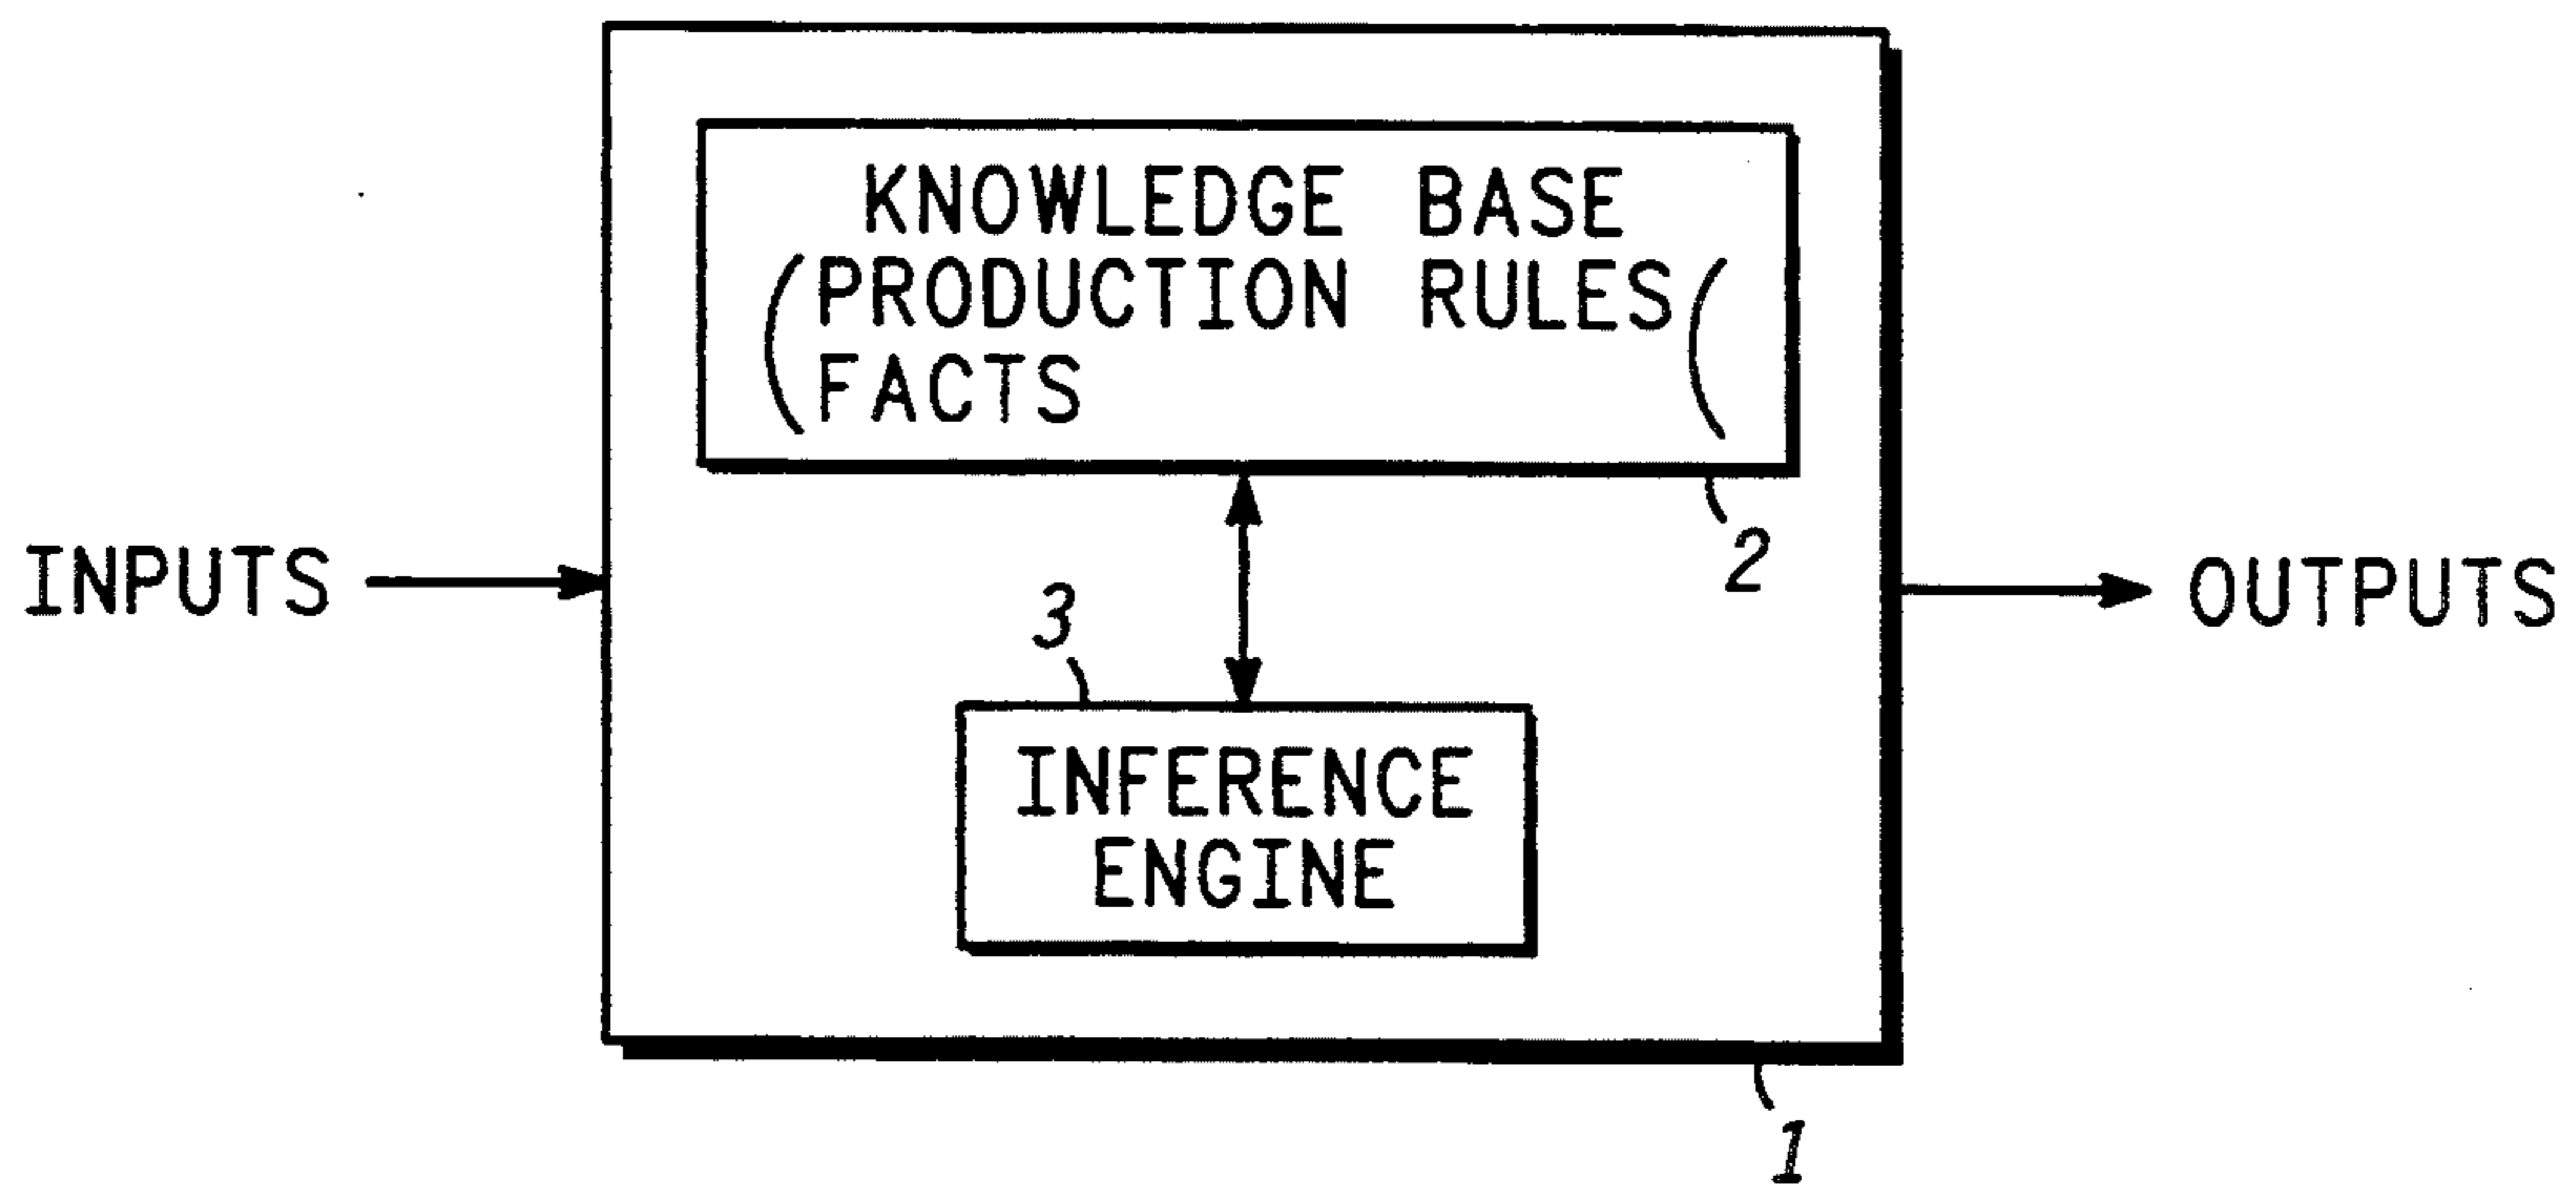 KNOWLEDGE BASE
(PRODUCTION RULES(
FACTS
INPUTS
2
OUTPUTS
3
INFERENCE
ENGINE
1